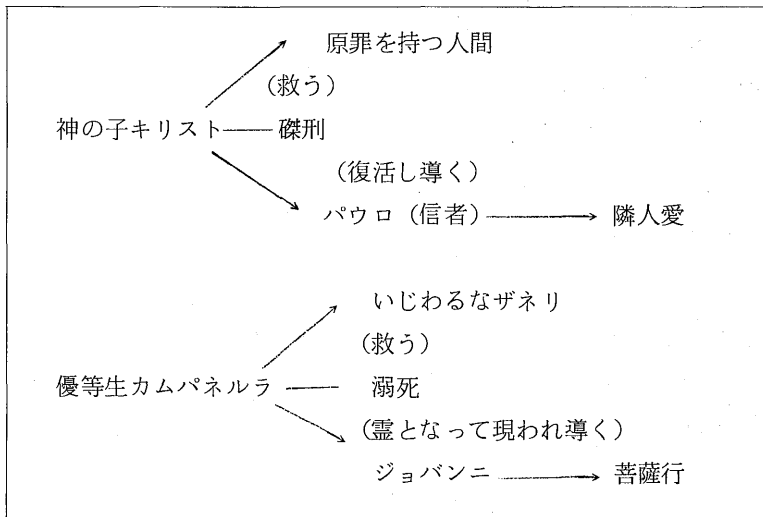 原罪を持つ人間
(救う)
神の子キリスト 磔刑
(復活し導く)
パウロ (信者) 隣人愛
いじわるなザネリ
(救う)
優等生カムパネルラ 溺死
(霊となって現われ導く)
ジョバンニ 菩薩行